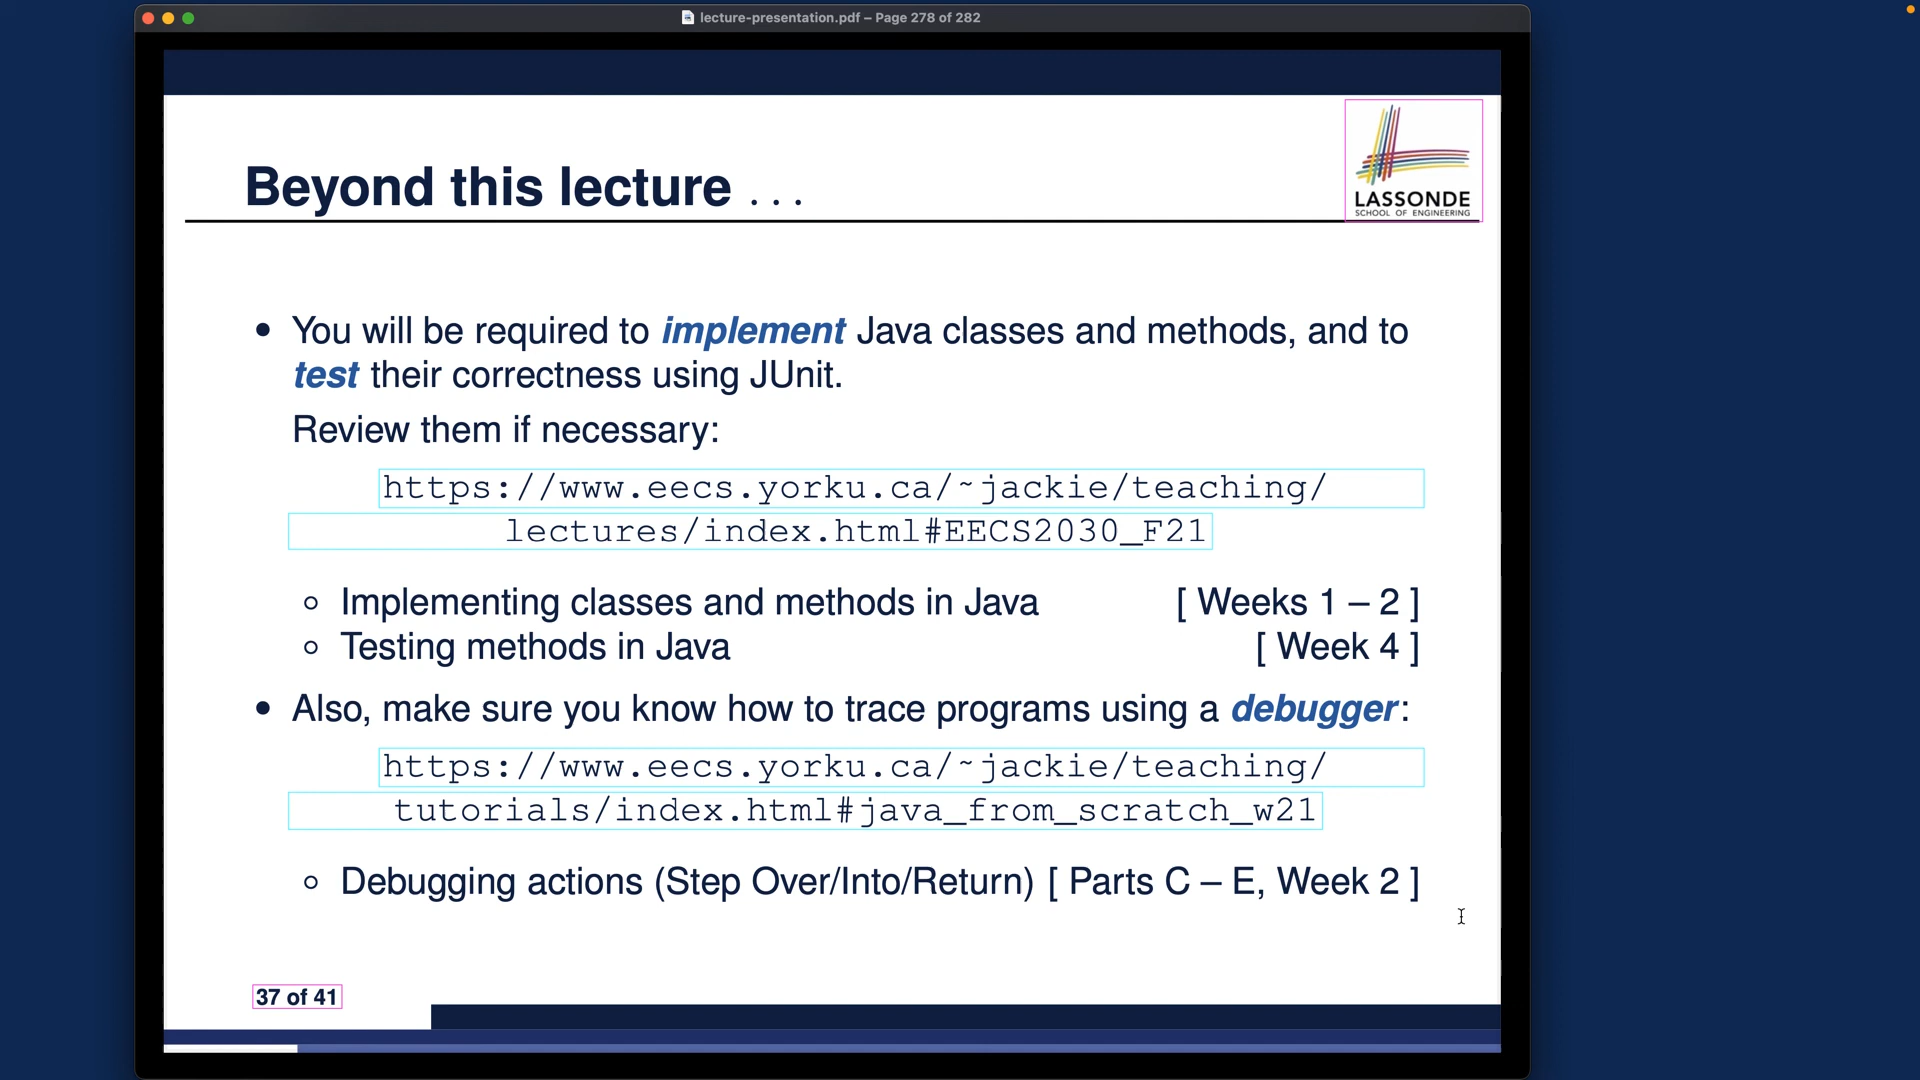 lecture-presentation.pdf – Page 278 of 282
LASSONDE
SCHOOL OF ENGINEERING
Beyond this lecture . . .
• You will be required to implement Java classes and methods, and to
test their correctness using JUnit.
Review them if necessary:
https://www.eecs.yorku.ca/~jackie/teaching/
lectures/index.html#EECS2030_F21
○ Implementing classes and methods in Java [ Weeks 1 – 2 ]
○ Testing methods in Java [ Week 4 ]
• Also, make sure you know how to trace programs using a debugger:
https://www.eecs.yorku.ca/~jackie/teaching/
tutorials/index.html#java_from_scratch_w21
○ Debugging actions (Step Over/Into/Return) [ Parts C – E, Week 2 ]
37 of 41